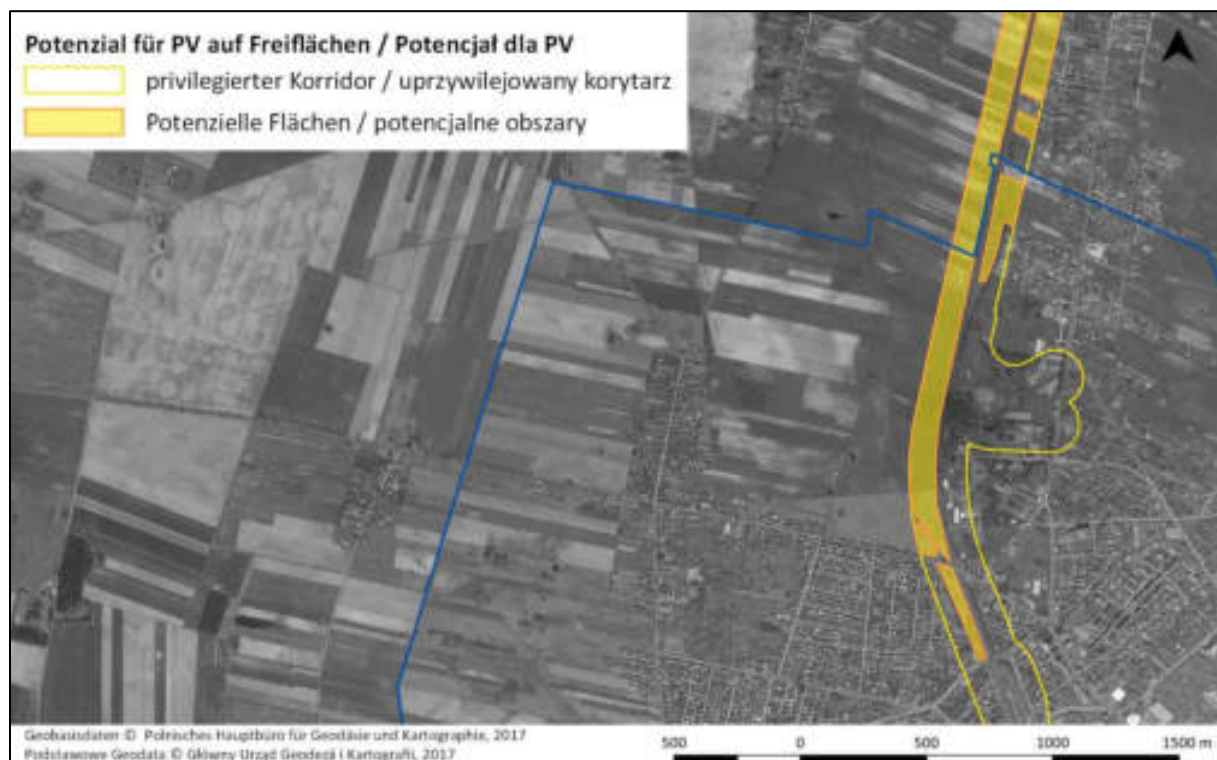 Potenzial für PV auf Freiflächen / Potencjał dla PV
privilegierter Korridor / uprzywilejowany korytarz
Potenzielle Flächen / potencjalne obszary
Geobasisdaten © Polnisches Hauptbüro für Geodäsie und Kartographie, 2017
Podstawowe Geodata © Główny Urząd Geodezji i Kartografi, 2017
500 0 500 1000 1500 m